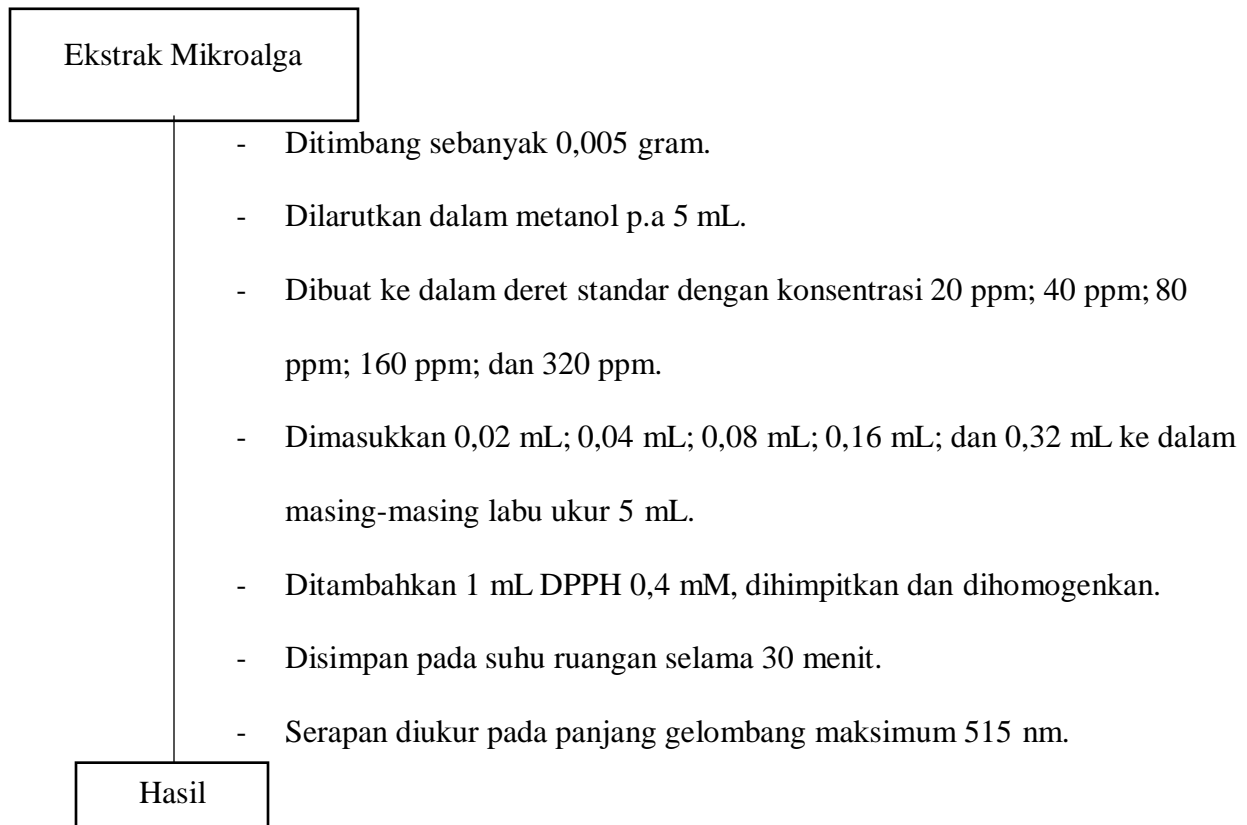 Ekstrak Mikroalga
- Ditimbang sebanyak 0,005 gram.
- Dilarutkan dalam metanol p.a 5 mL.
- Dibuat ke dalam deret standar dengan konsentrasi 20 ppm; 40 ppm; 80
ppm; 160 ppm; dan 320 ppm.
- Dimasukkan 0,02 mL; 0,04 mL; 0,08 mL; 0,16 mL; dan 0,32 mL ke dalam
masing-masing labu ukur 5 mL.
- Ditambahkan 1 mL DPPH 0,4 mM, dihimpitkan dan dihomogenkan.
- Disimpan pada suhu ruangan selama 30 menit.
- Serapan diukur pada panjang gelombang maksimum 515 nm.
Hasil